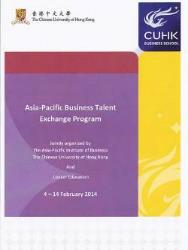 香港中文大學
The Chinese University of Hong Kong
CUHK
BUSINESS SCHOOL
Asia-Pacific Business Talent
Exchange Program
Jointly organized by
The Asia-Pacific Institute of Business
The Chinese University of Hong Kong
And
Education
4 – 14 February 2014